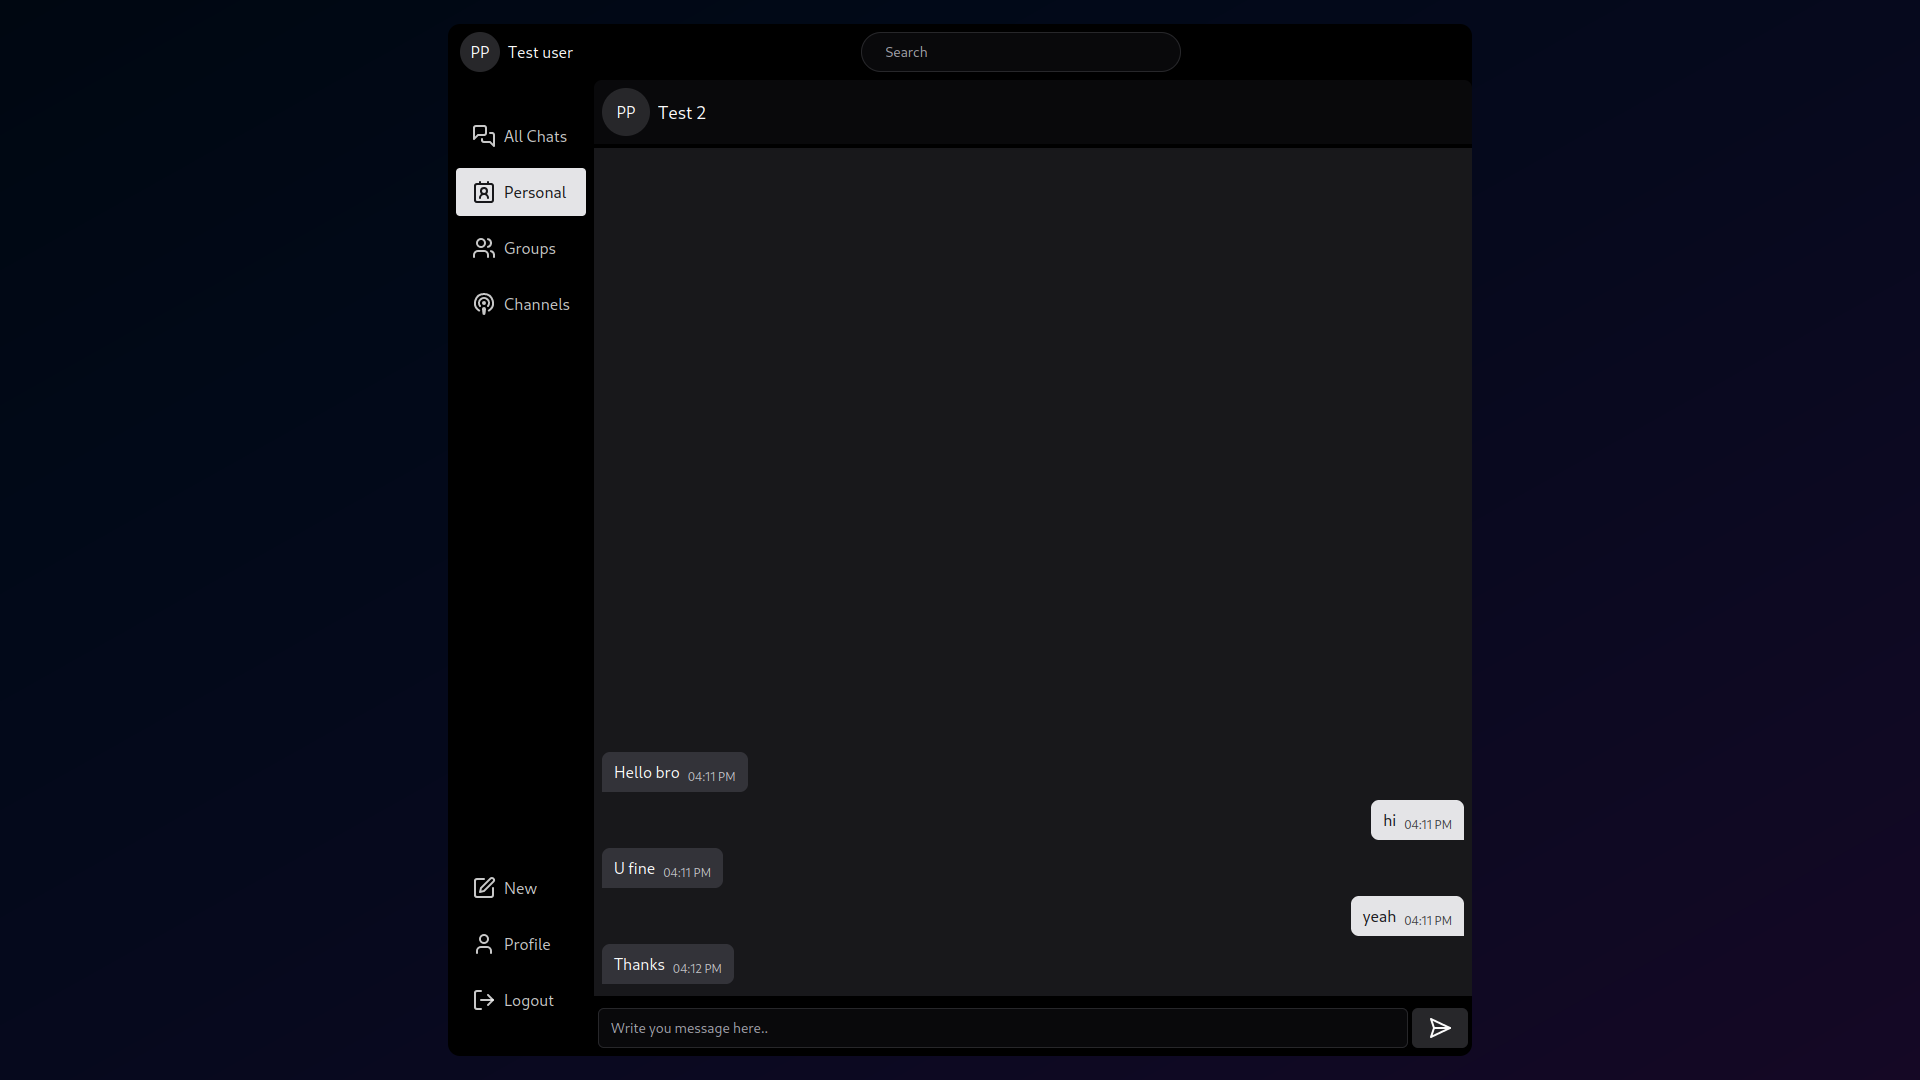 PP Test user
Search
All Chats
Personal
Groups
Channels
New
Profile
Logout
PP Test 2
Hello bro 04:11 PM
hi 04:11 PM
U fine 04:11 PM
yeah 04:11 PM
Thanks 04:12 PM
Write you message here..